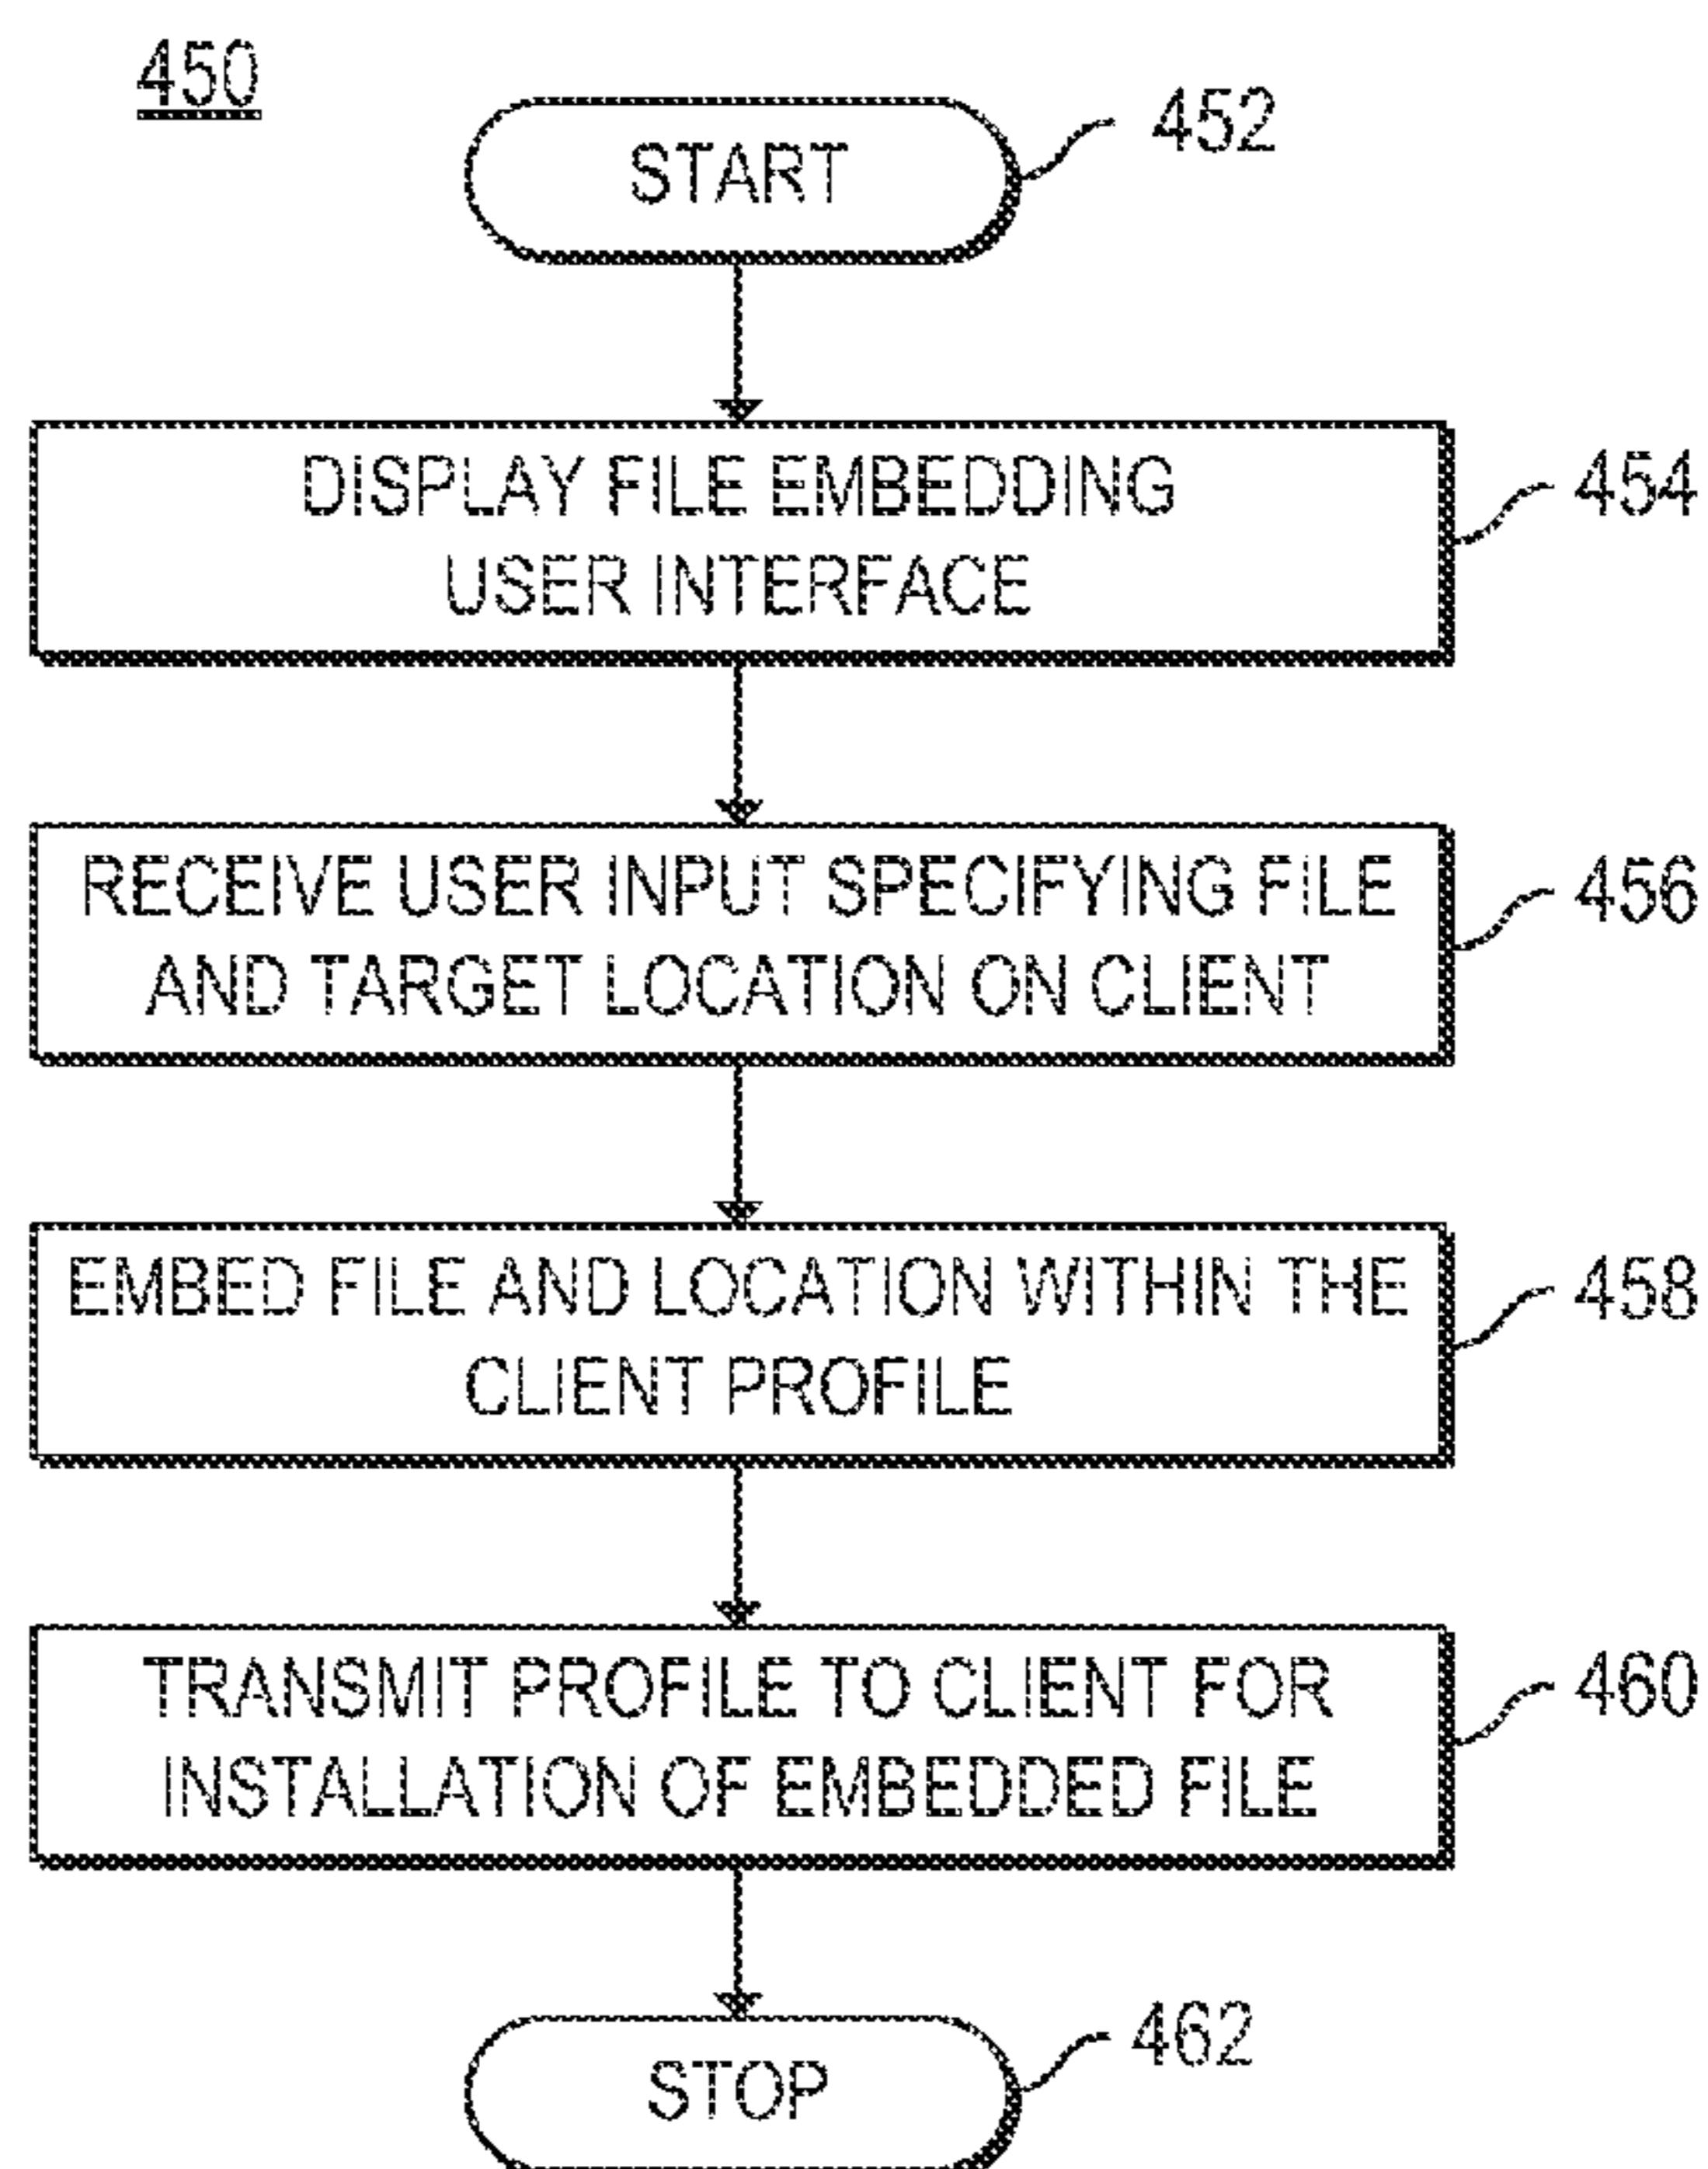 450
START
452
DISPLAY FILE EMBEDDING
USER INTERFACE
454
RECEIVE USER INPUT SPECIFYING FILE
AND TARGET LOCATION ON CLIENT
456
EMBED FILE AND LOCATION WITHIN THE
CLIENT PROFILE
458
TRANSMIT PROFILE TO CLIENT FOR
INSTALLATION OF EMBEDDED FILE
460
STOP
462